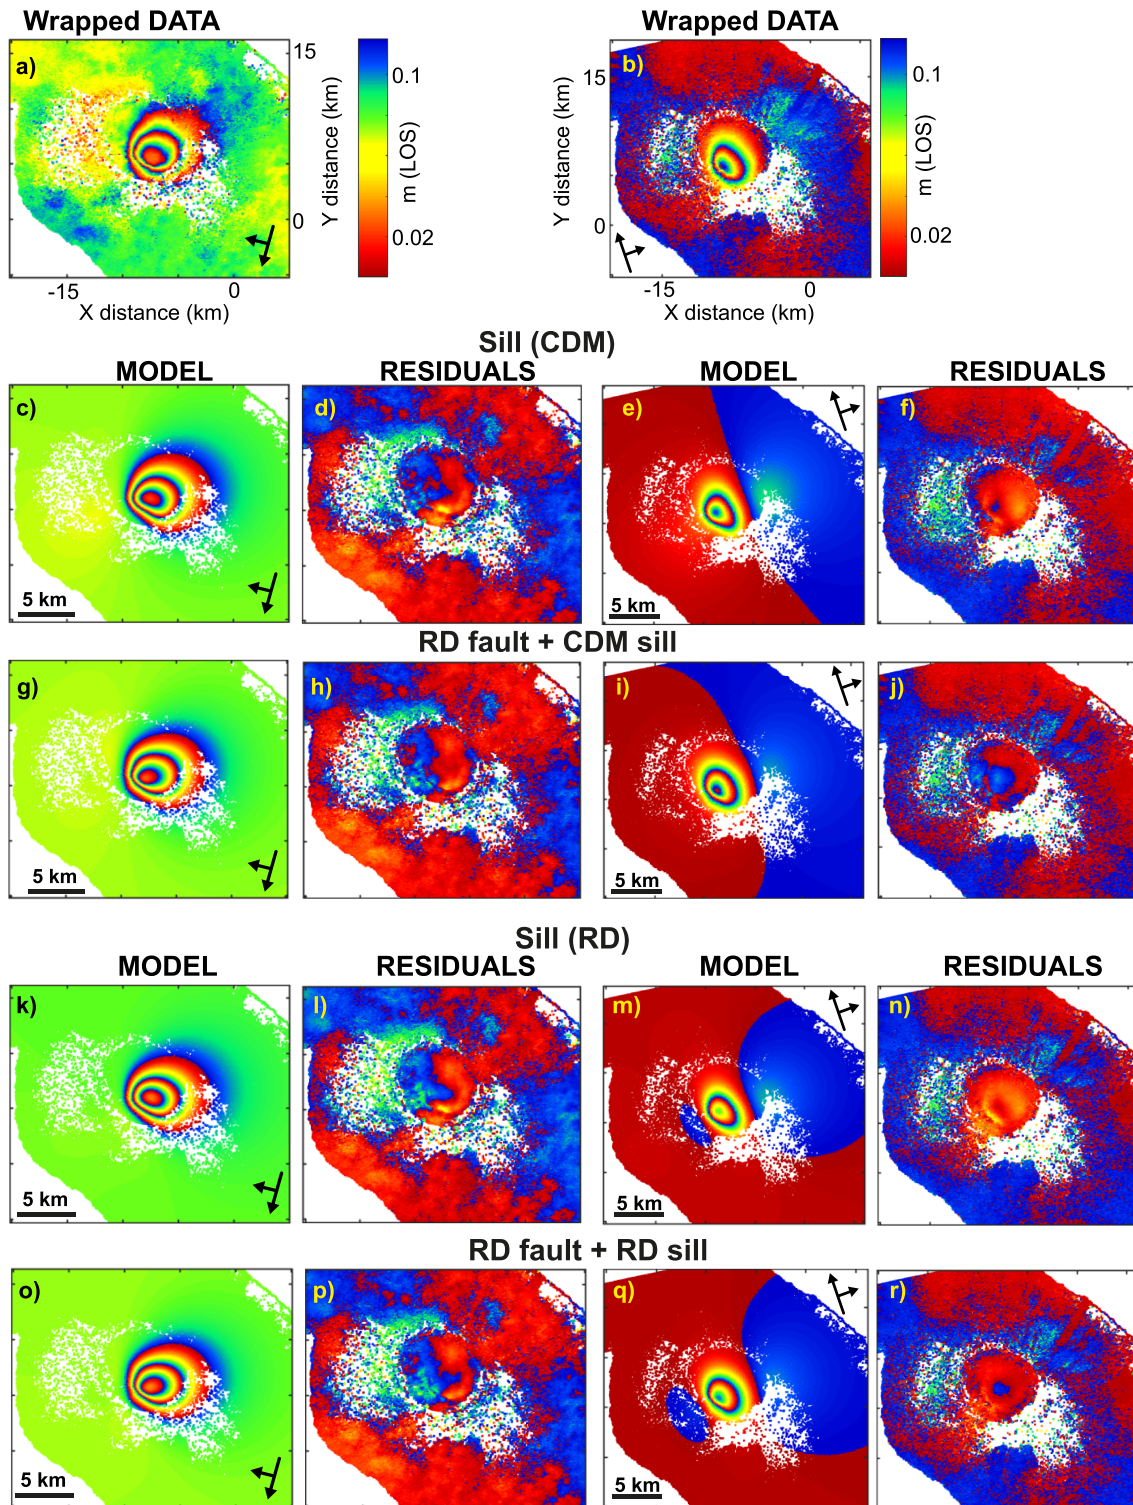 Wrapped DATA
Wrapped DATA
a)
15
Y distance (km)
0
0.1
m (LOS)
0.02
-15
0
X distance (km)
b)
15
Y distance (km)
0
0.1
m (LOS)
0.02
-15
0
X distance (km)
Sill (CDM)
MODEL
RESIDUALS
MODEL
RESIDUALS
c)
5 km
d)
e)
5 km
f)
RD fault + CDM sill
g)
5 km
h)
i)
5 km
j)
Sill (RD)
MODEL
RESIDUALS
MODEL
RESIDUALS
k)
5 km
l)
m)
5 km
n)
RD fault + RD sill
o)
5 km
p)
q)
5 km
r)